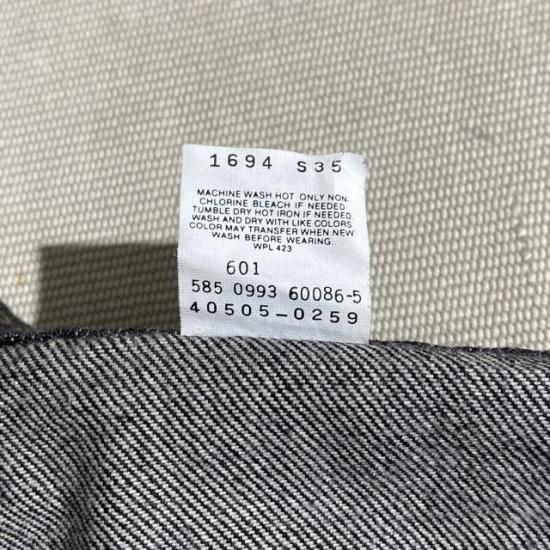 1694 S35
MACHINE WASH HOT ONLY NON
CHLORINE BLEACH IF NEEDED
TUMBLE DRY HOT IRON IF NEEDED.
WASH AND DRY WITH LIKE COLORS
COLOR MAY TRANSFER WHEN NEW
WASH BEFORE WEARING.
WPL 423
601
585 0993 60086-5
40505-0259